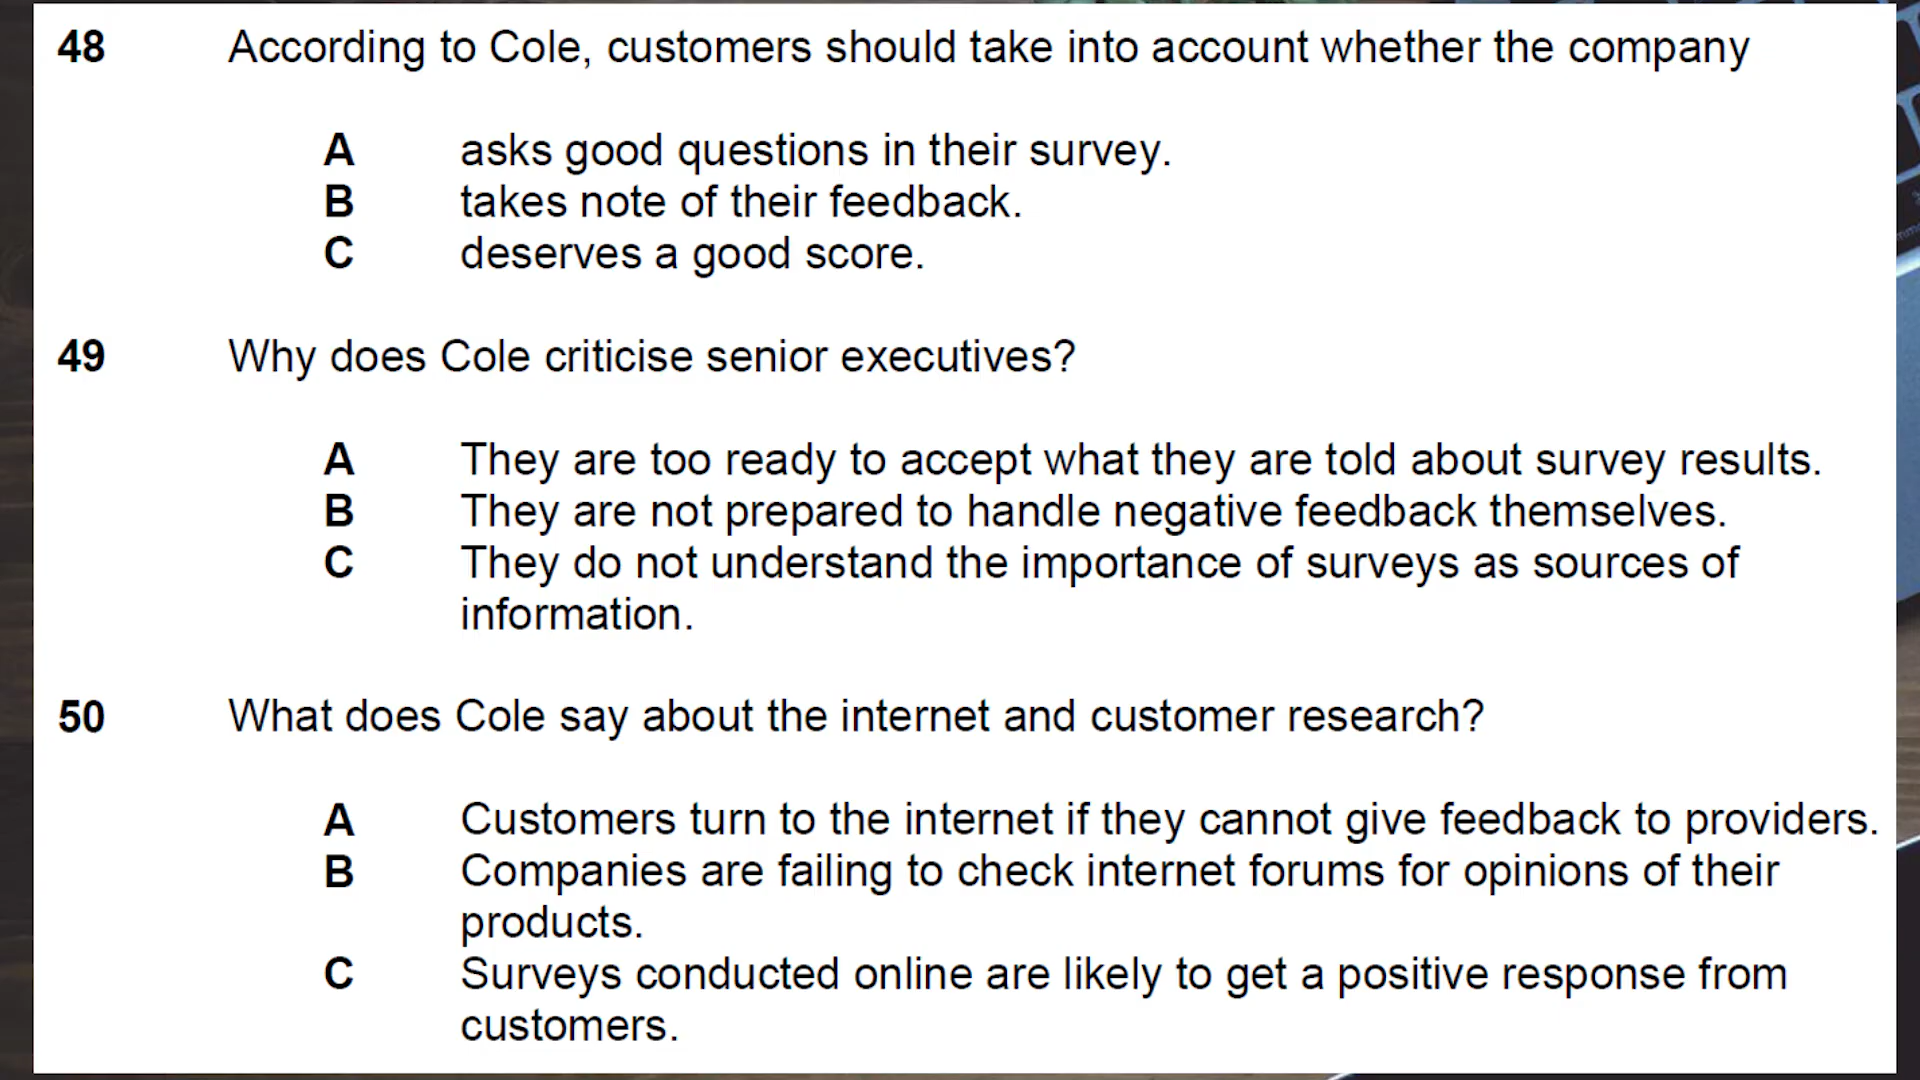 48 According to Cole, customers should take into account whether the company
A asks good questions in their survey.
B takes note of their feedback.
C deserves a good score.
49 Why does Cole criticise senior executives?
A They are too ready to accept what they are told about survey results.
B They are not prepared to handle negative feedback themselves.
C They do not understand the importance of surveys as sources of
information.
50 What does Cole say about the internet and customer research?
A Customers turn to the internet if they cannot give feedback to providers.
B Companies are failing to check internet forums for opinions of their
products.
C Surveys conducted online are likely to get a positive response from
customers.